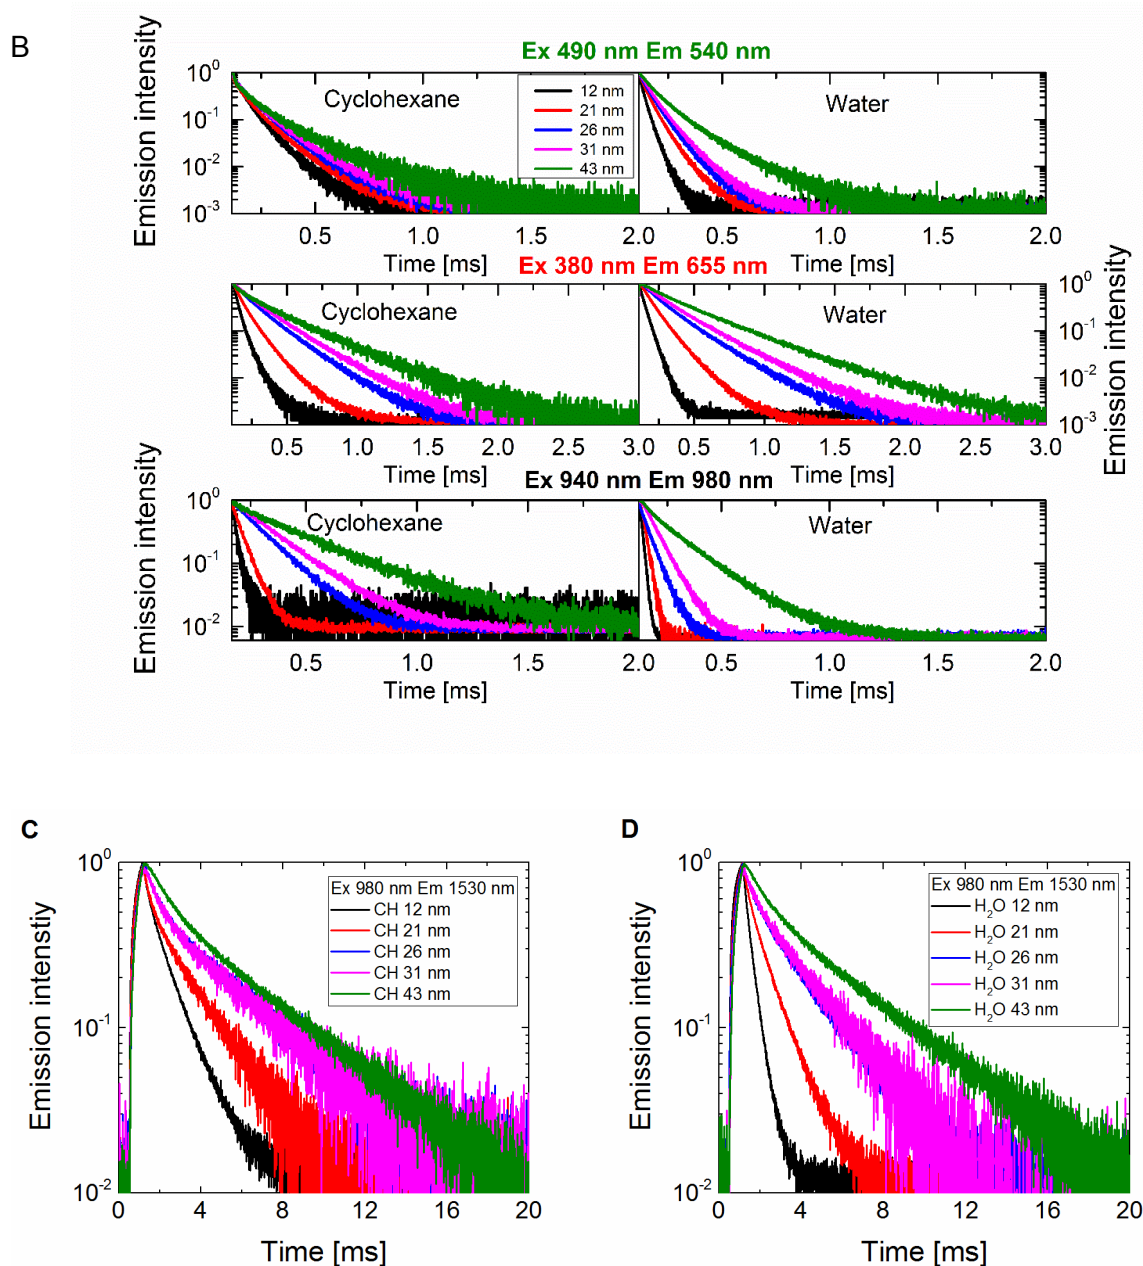 B
Ex 490 nm Em 540 nm
Emission intensity
10^0
10^-1
10^-2
10^-3
Cyclohexane
12 nm
21 nm
26 nm
31 nm
43 nm
Water
0.5 1.0 1.5 2.0 0.5 1.0 1.5 2.0
Time [ms] Time [ms]
Ex 380 nm Em 655 nm
Cyclohexane
Water
10^0
10^-1
10^-2
10^-3
Emission intensity
0.5 1.0 1.5 2.0 2.5 3.0 0.5 1.0 1.5 2.0 2.5 3.0
Time [ms] Time [ms]
Ex 940 nm Em 980 nm
Emission intensity
10^0
10^-1
10^-2
Cyclohexane
Water
0.5 1.0 1.5 2.0 0.5 1.0 1.5 2.0
Time [ms] Time [ms]
C
Emission intenstiy
10^0
10^-1
10^-2
Ex 980 nm Em 1530 nm
CH 12 nm
CH 21 nm
CH 26 nm
CH 31 nm
CH 43 nm
0 4 8 12 16 20
Time [ms]
D
Emission intensity
10^0
10^-1
10^-2
Ex 980 nm Em 1530 nm
H2O 12 nm
H2O 21 nm
H2O 26 nm
H2O 31 nm
H2O 43 nm
0 4 8 12 16 20
Time [ms]